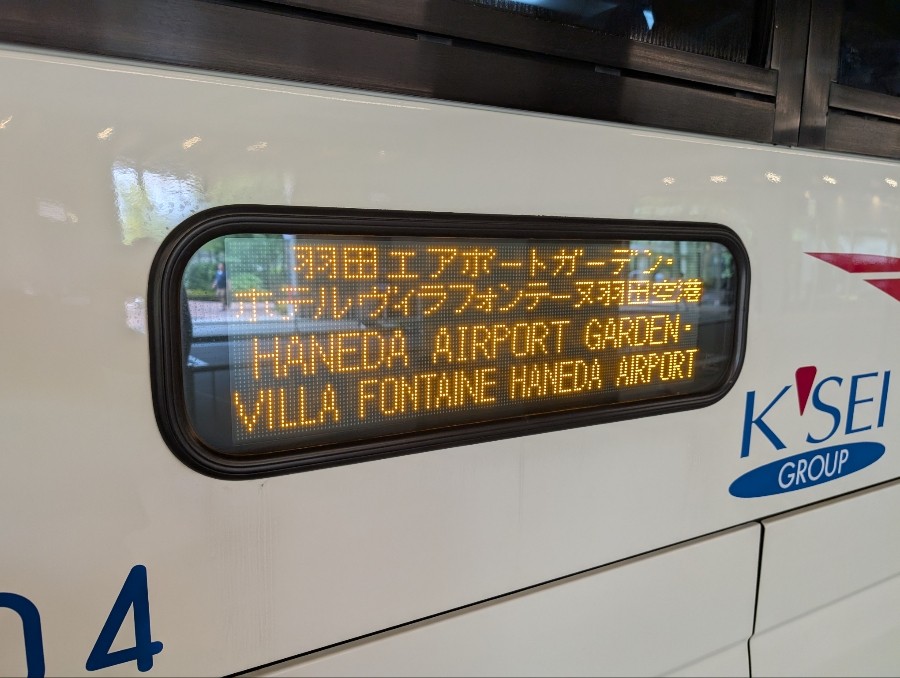 羽田エアポートガーデン・
ホテルヴィラフォンテーヌ羽田空港
HANEDA AIRPORT GARDEN・
VILLA FONTAINE HANEDA AIRPORT
K'SEI
GROUP
4